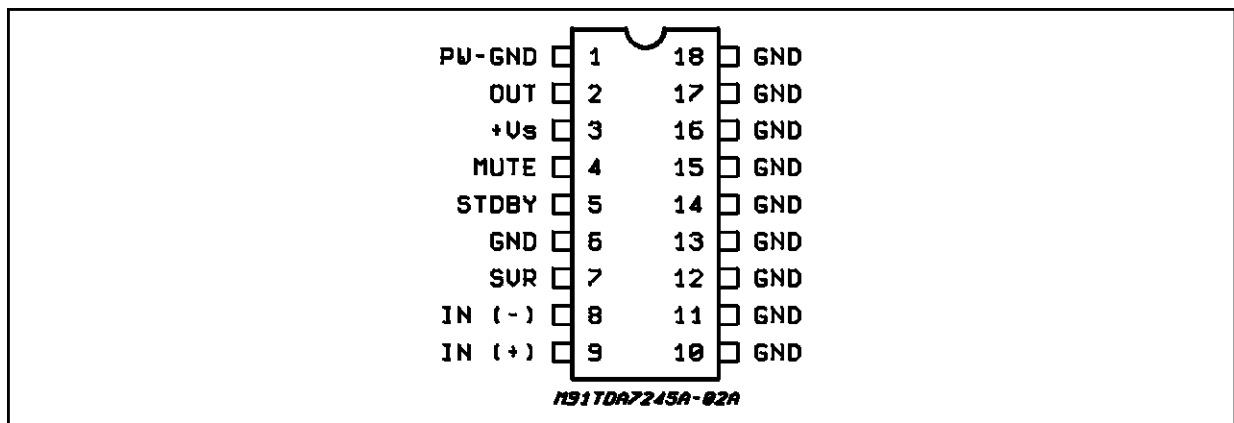 PW-GND 1 18 GND
OUT 2 17 GND
+Vs 3 16 GND
MUTE 4 15 GND
STDBY 5 14 GND
GND 6 13 GND
SVR 7 12 GND
IN (-) 8 11 GND
IN (+) 9 10 GND
M91TDA7245A-02A